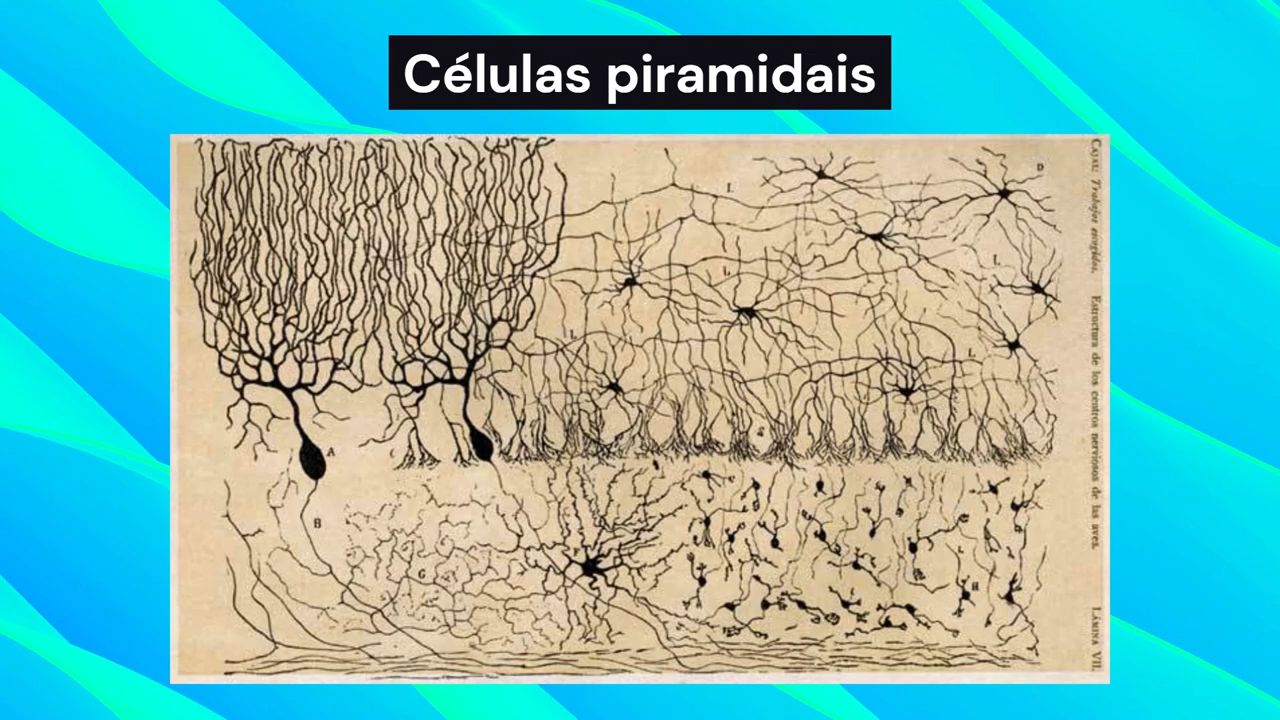 Células piramidais
CAJAL: Trabajos escogidos. Estructura de los centros nerviosos de las aves. LÁMINA VII.
D
L
L
L
L
L
A
B
G
H